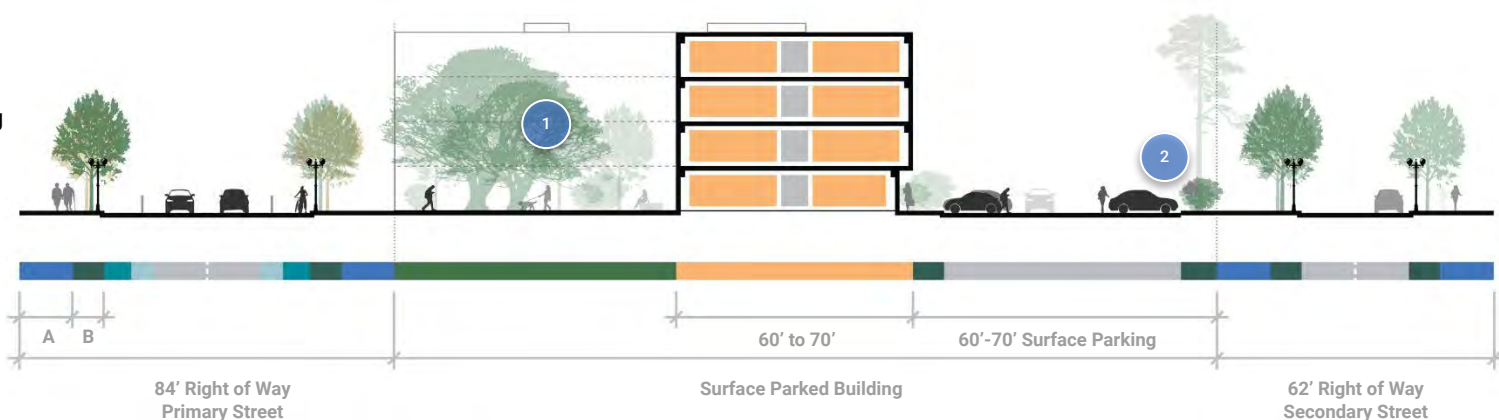 g
1
2
A
B
60’ to 70’
60’-70’ Surface Parking
84’ Right of Way
Primary Street
Surface Parked Building
62’ Right of Way
Secondary Street